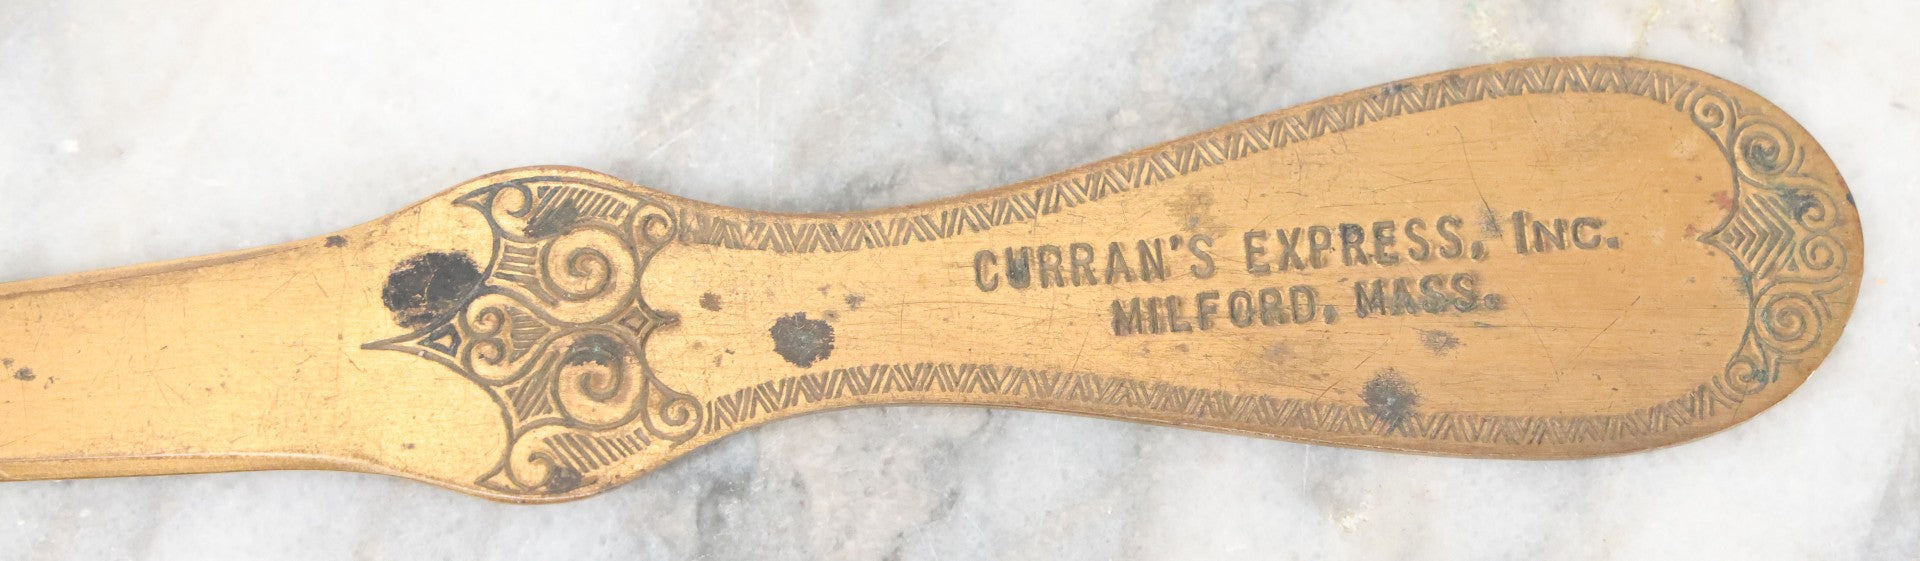 CURRAN'S EXPRESS, INC.
MILFORD, MASS.